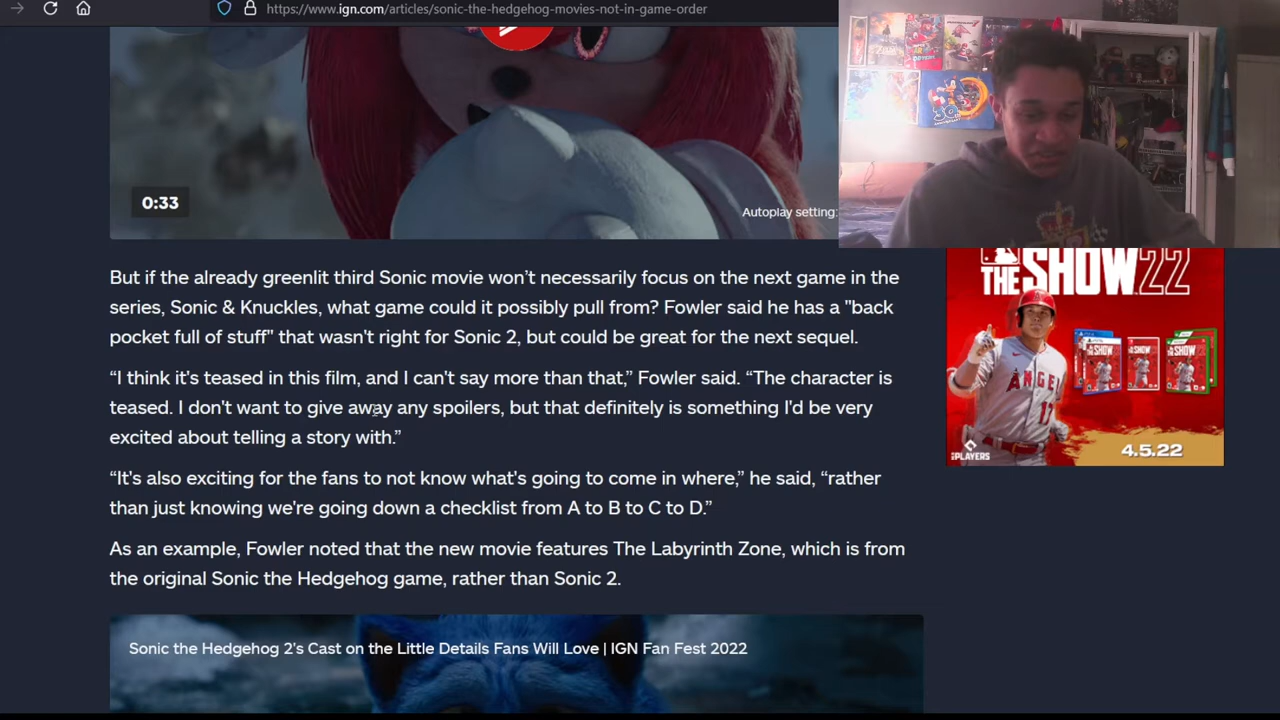 https://www.ign.com/articles/sonic-the-hedgehog-movies-not-in-game-order
0:33
Autoplay setting:
But if the already greenlit third Sonic movie won’t necessarily focus on the next game in the
series, Sonic & Knuckles, what game could it possibly pull from? Fowler said he has a "back
pocket full of stuff" that wasn't right for Sonic 2, but could be great for the next sequel.
“I think it’s teased in this film, and I can’t say more than that,” Fowler said. “The character is
teased. I don't want to give away any spoilers, but that definitely is something I'd be very
excited about telling a story with.”
“It’s also exciting for the fans to not know what’s going to come in where,” he said, “rather
than just knowing we're going down a checklist from A to B to C to D.”
As an example, Fowler noted that the new movie features The Labyrinth Zone, which is from
the original Sonic the Hedgehog game, rather than Sonic 2.
Sonic the Hedgehog 2’s Cast on the Little Details Fans Will Love | IGN Fan Fest 2022
THE SHOW 22
ANGE
4.5.22